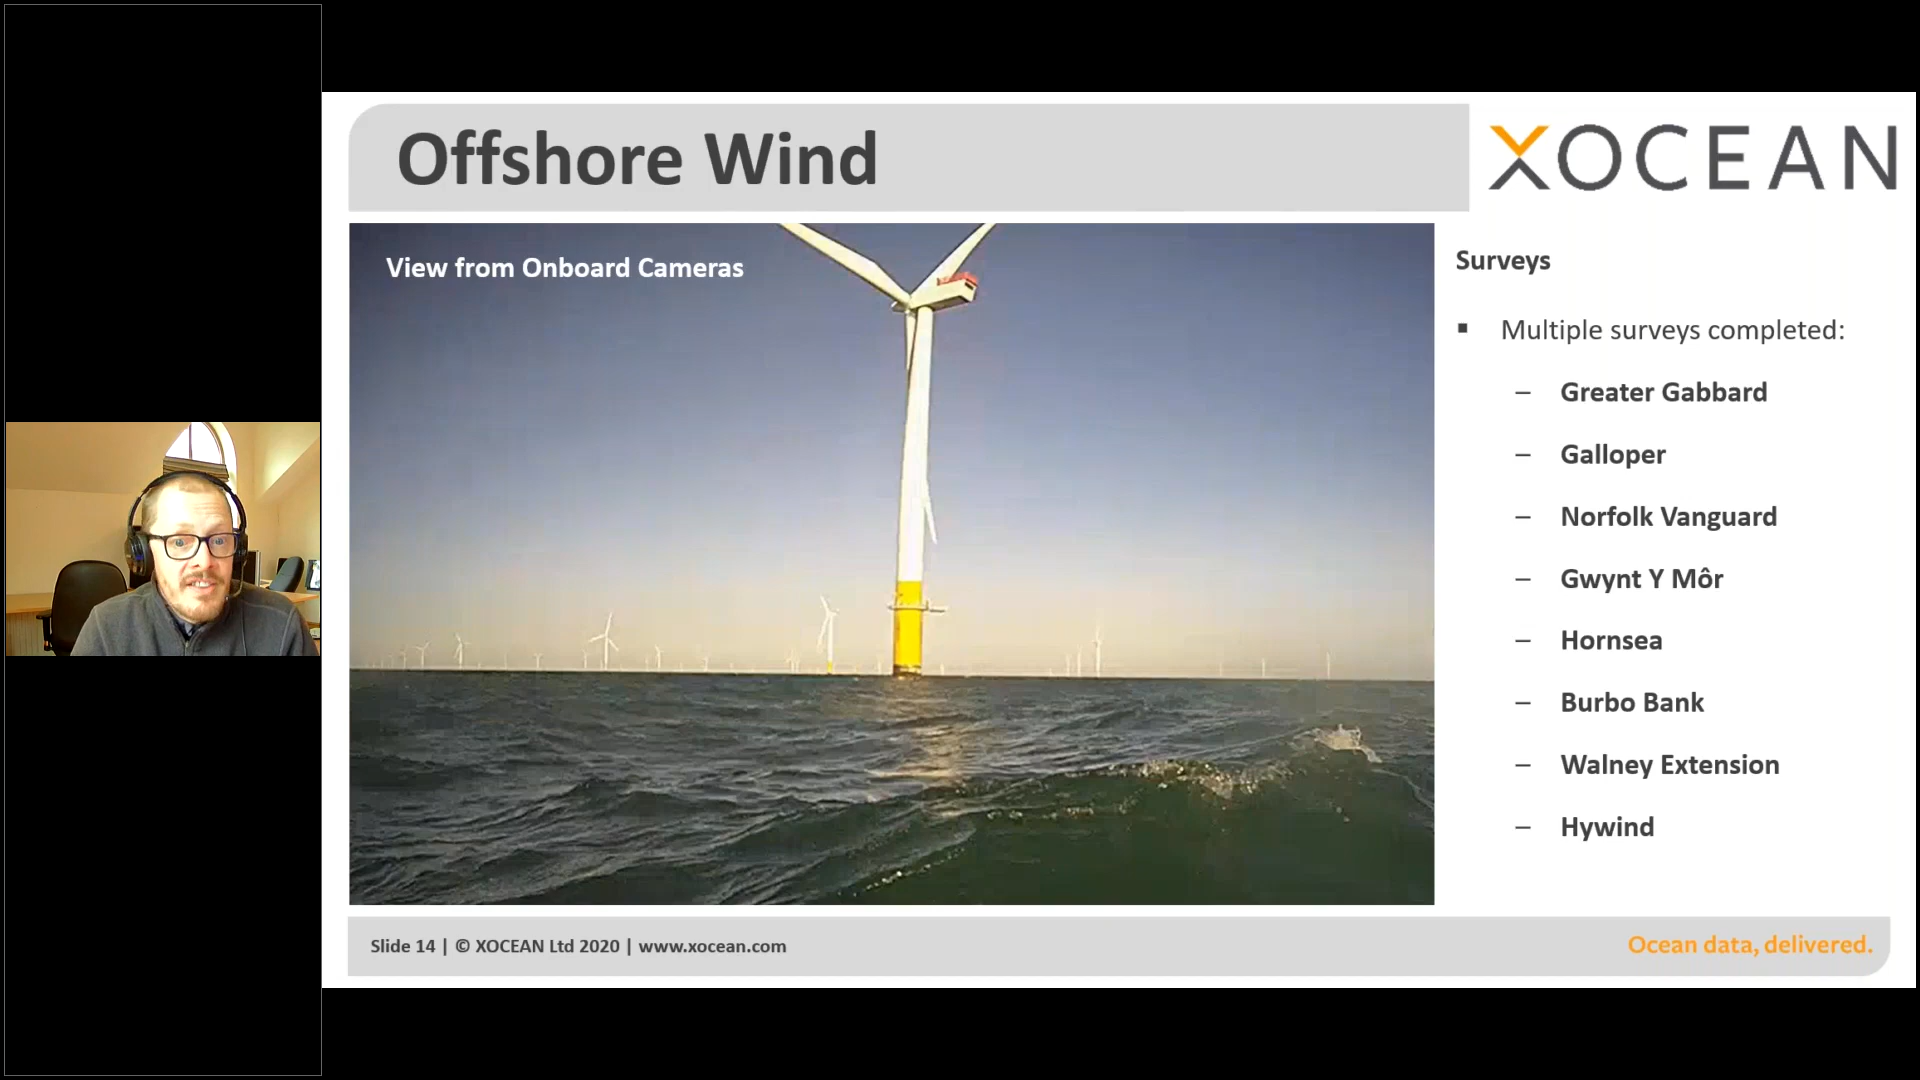 Offshore Wind
XOCEAN
View from Onboard Cameras
Surveys
▪ Multiple surveys completed:
– Greater Gabbard
– Galloper
– Norfolk Vanguard
– Gwynt Y Môr
– Hornsea
– Burbo Bank
– Walney Extension
– Hywind
Slide 14 | © XOCEAN Ltd 2020 | www.xocean.com
Ocean data, delivered.